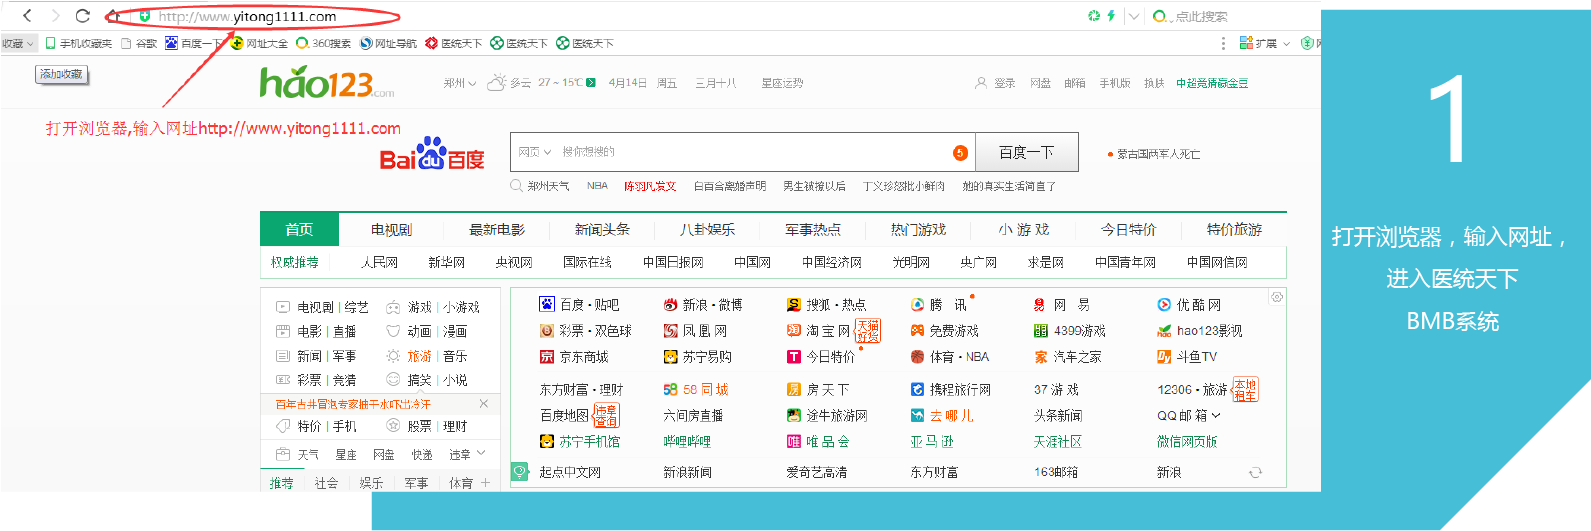 http://www.yitong1111.com
点此搜索
收藏 手机收藏夹 谷歌 百度一下 网址大全 360搜索 网址导航 医统天下 医统天下 医统天下 扩展
添加收藏
hao123.com
郑州 多云 27 ~ 15℃ 4月14日 周五 三月十八 星座运势
登录 网盘 邮箱 手机版 换肤 中超竞猜赢金豆
打开浏览器,输入网址http://www.yitong1111.com
Bai du 百度
网页 搜你想搜的 5 百度一下
蒙古国两军人死亡
郑州天气 NBA 陈羽凡发文 白百合离婚声明 男生被撩以后 丁义珍怒批小鲜肉 她的真实生活简直了
首页 电视剧 最新电影 新闻头条 八卦娱乐 军事热点 热门游戏 小 游 戏 今日特价 特价旅游
权威推荐 人民网 新华网 央视网 国际在线 中国日报网 中国网 中国经济网 光明网 央广网 求是网 中国青年网 中国网信网
电视剧 | 综艺 游戏 | 小游戏
电影 | 直播 动画 | 漫画
新闻 | 军事 旅游 | 音乐
彩票 | 竞猜 搞笑 | 小说
百年古井冒泡专家抽干水吓出冷汗
特价 | 手机 股票 | 理财
天气 星座 网盘 快递 违章
推荐 社会 娱乐 军事 体育
百度 · 贴吧 新浪 · 微博 搜狐 · 热点 腾 讯 网 易 优 酷 网
彩票 · 双色球 凤 凰 网 淘 宝 网 天猫好货 免费游戏 4399游戏 hao123影视
京东商城 苏宁易购 今日特价 体育 · NBA 汽车之家 斗鱼TV
东方财富 · 理财 58 同 城 房 天 下 携程旅行网 37 游 戏 12306 · 旅游 本地租车
百度地图 违章查询 六间房直播 途牛旅游网 去 哪 儿 头条新闻 QQ 邮 箱
苏宁手机馆 哔哩哔哩 唯 品 会 亚 马 逊 天涯社区 微信网页版
起点中文网 新浪新闻 爱奇艺高清 东方财富 163邮箱 新浪
1
打开浏览器，输入网址，
进入医统天下
BMB系统